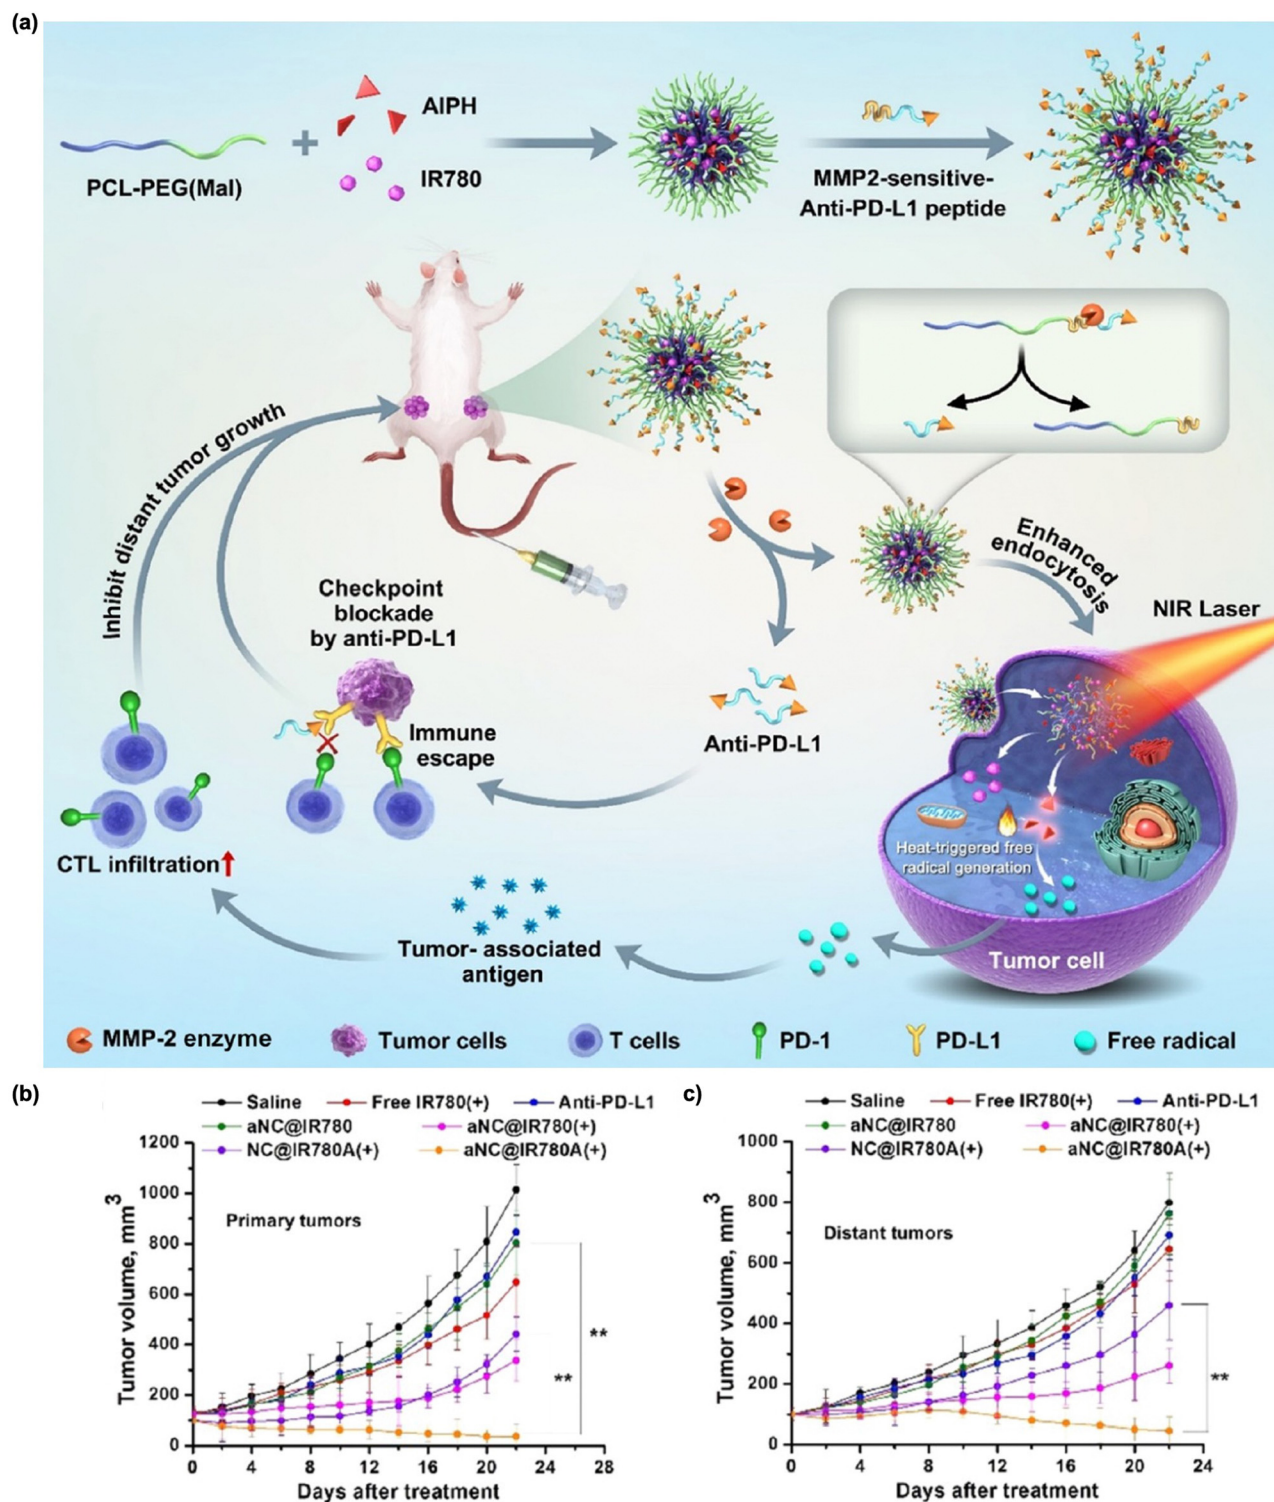 (a)
AIPH
IR780
PCL-PEG(Mal)
MMP2-sensitive-
Anti-PD-L1 peptide
Inhibit distant tumor growth
Enhanced
endocytosis
NIR Laser
Checkpoint
blockade
by anti-PD-L1
Immune
escape
Anti-PD-L1
CTL infiltration
Heat-triggered free
radical generation
Tumor cell
Tumor- associated
antigen
MMP-2 enzyme
Tumor cells
T cells
PD-1
PD-L1
Free radical
(b)
Saline
Free IR780(+)
Anti-PD-L1
aNC@IR780
aNC@IR780(+)
NC@IR780A(+)
aNC@IR780A(+)
1200
1000
800
600
400
200
0
Tumor volume, mm3
Primary tumors
**
**
0 4 8 12 16 20 24 28
Days after treatment
c)
Saline
Free IR780(+)
Anti-PD-L1
aNC@IR780
aNC@IR780(+)
NC@IR780A(+)
aNC@IR780A(+)
1000
800
600
400
200
0
Tumor volume, mm3
Distant tumors
**
0 4 8 12 16 20 24
Days after treatment